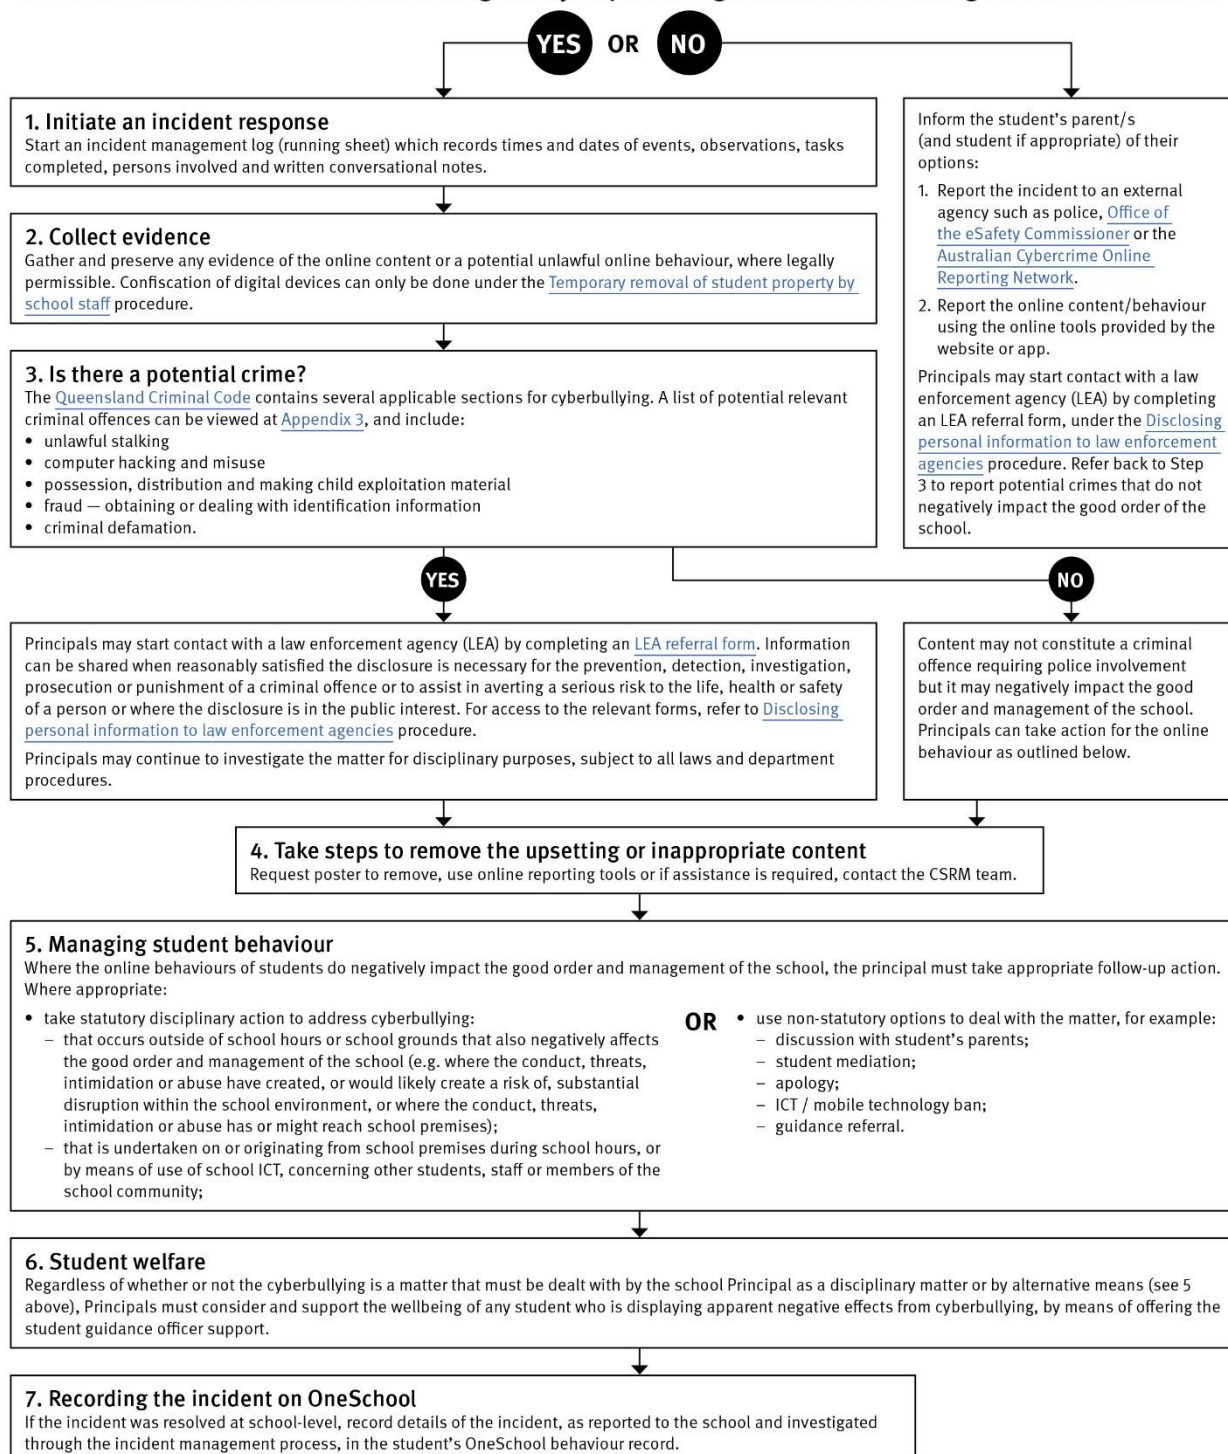 YES OR NO
1. Initiate an incident response
Start an incident management log (running sheet) which records times and dates of events, observations, tasks
completed, persons involved and written conversational notes.
2. Collect evidence
Gather and preserve any evidence of the online content or a potential unlawful online behaviour, where legally
permissible. Confiscation of digital devices can only be done under the Temporary removal of student property by
school staff procedure.
3. Is there a potential crime?
The Queensland Criminal Code contains several applicable sections for cyberbullying. A list of potential relevant
criminal offences can be viewed at Appendix 3, and include:
• unlawful stalking
• computer hacking and misuse
• possession, distribution and making child exploitation material
• fraud — obtaining or dealing with identification information
• criminal defamation.
Inform the student's parent/s
(and student if appropriate) of their
options:
1. Report the incident to an external
agency such as police, Office of
the eSafety Commissioner or the
Australian Cybercrime Online
Reporting Network.
2. Report the online content/behaviour
using the online tools provided by the
website or app.
Principals may start contact with a law
enforcement agency (LEA) by completing
an LEA referral form, under the Disclosing
personal information to law enforcement
agencies procedure. Refer back to Step
3 to report potential crimes that do not
negatively impact the good order of the
school.
YES
NO
Principals may start contact with a law enforcement agency (LEA) by completing an LEA referral form. Information
can be shared when reasonably satisfied the disclosure is necessary for the prevention, detection, investigation,
prosecution or punishment of a criminal offence or to assist in averting a serious risk to the life, health or safety
of a person or where the disclosure is in the public interest. For access to the relevant forms, refer to Disclosing
personal information to law enforcement agencies procedure.
Principals may continue to investigate the matter for disciplinary purposes, subject to all laws and department
procedures.
Content may not constitute a criminal
offence requiring police involvement
but it may negatively impact the good
order and management of the school.
Principals can take action for the online
behaviour as outlined below.
4. Take steps to remove the upsetting or inappropriate content
Request poster to remove, use online reporting tools or if assistance is required, contact the CSRM team.
5. Managing student behaviour
Where the online behaviours of students do negatively impact the good order and management of the school, the principal must take appropriate follow-up action.
Where appropriate:
• take statutory disciplinary action to address cyberbullying:
– that occurs outside of school hours or school grounds that also negatively affects
the good order and management of the school (e.g. where the conduct, threats,
intimidation or abuse have created, or would likely create a risk of, substantial
disruption within the school environment, or where the conduct, threats,
intimidation or abuse has or might reach school premises);
– that is undertaken on or originating from school premises during school hours, or
by means of use of school ICT, concerning other students, staff or members of the
school community;
OR
• use non-statutory options to deal with the matter, for example:
– discussion with student's parents;
– student mediation;
– apology;
– ICT / mobile technology ban;
– guidance referral.
6. Student welfare
Regardless of whether or not the cyberbullying is a matter that must be dealt with by the school Principal as a disciplinary matter or by alternative means (see 5
above), Principals must consider and support the wellbeing of any student who is displaying apparent negative effects from cyberbullying, by means of offering the
student guidance officer support.
7. Recording the incident on OneSchool
If the incident was resolved at school-level, record details of the incident, as reported to the school and investigated
through the incident management process, in the student's OneSchool behaviour record.